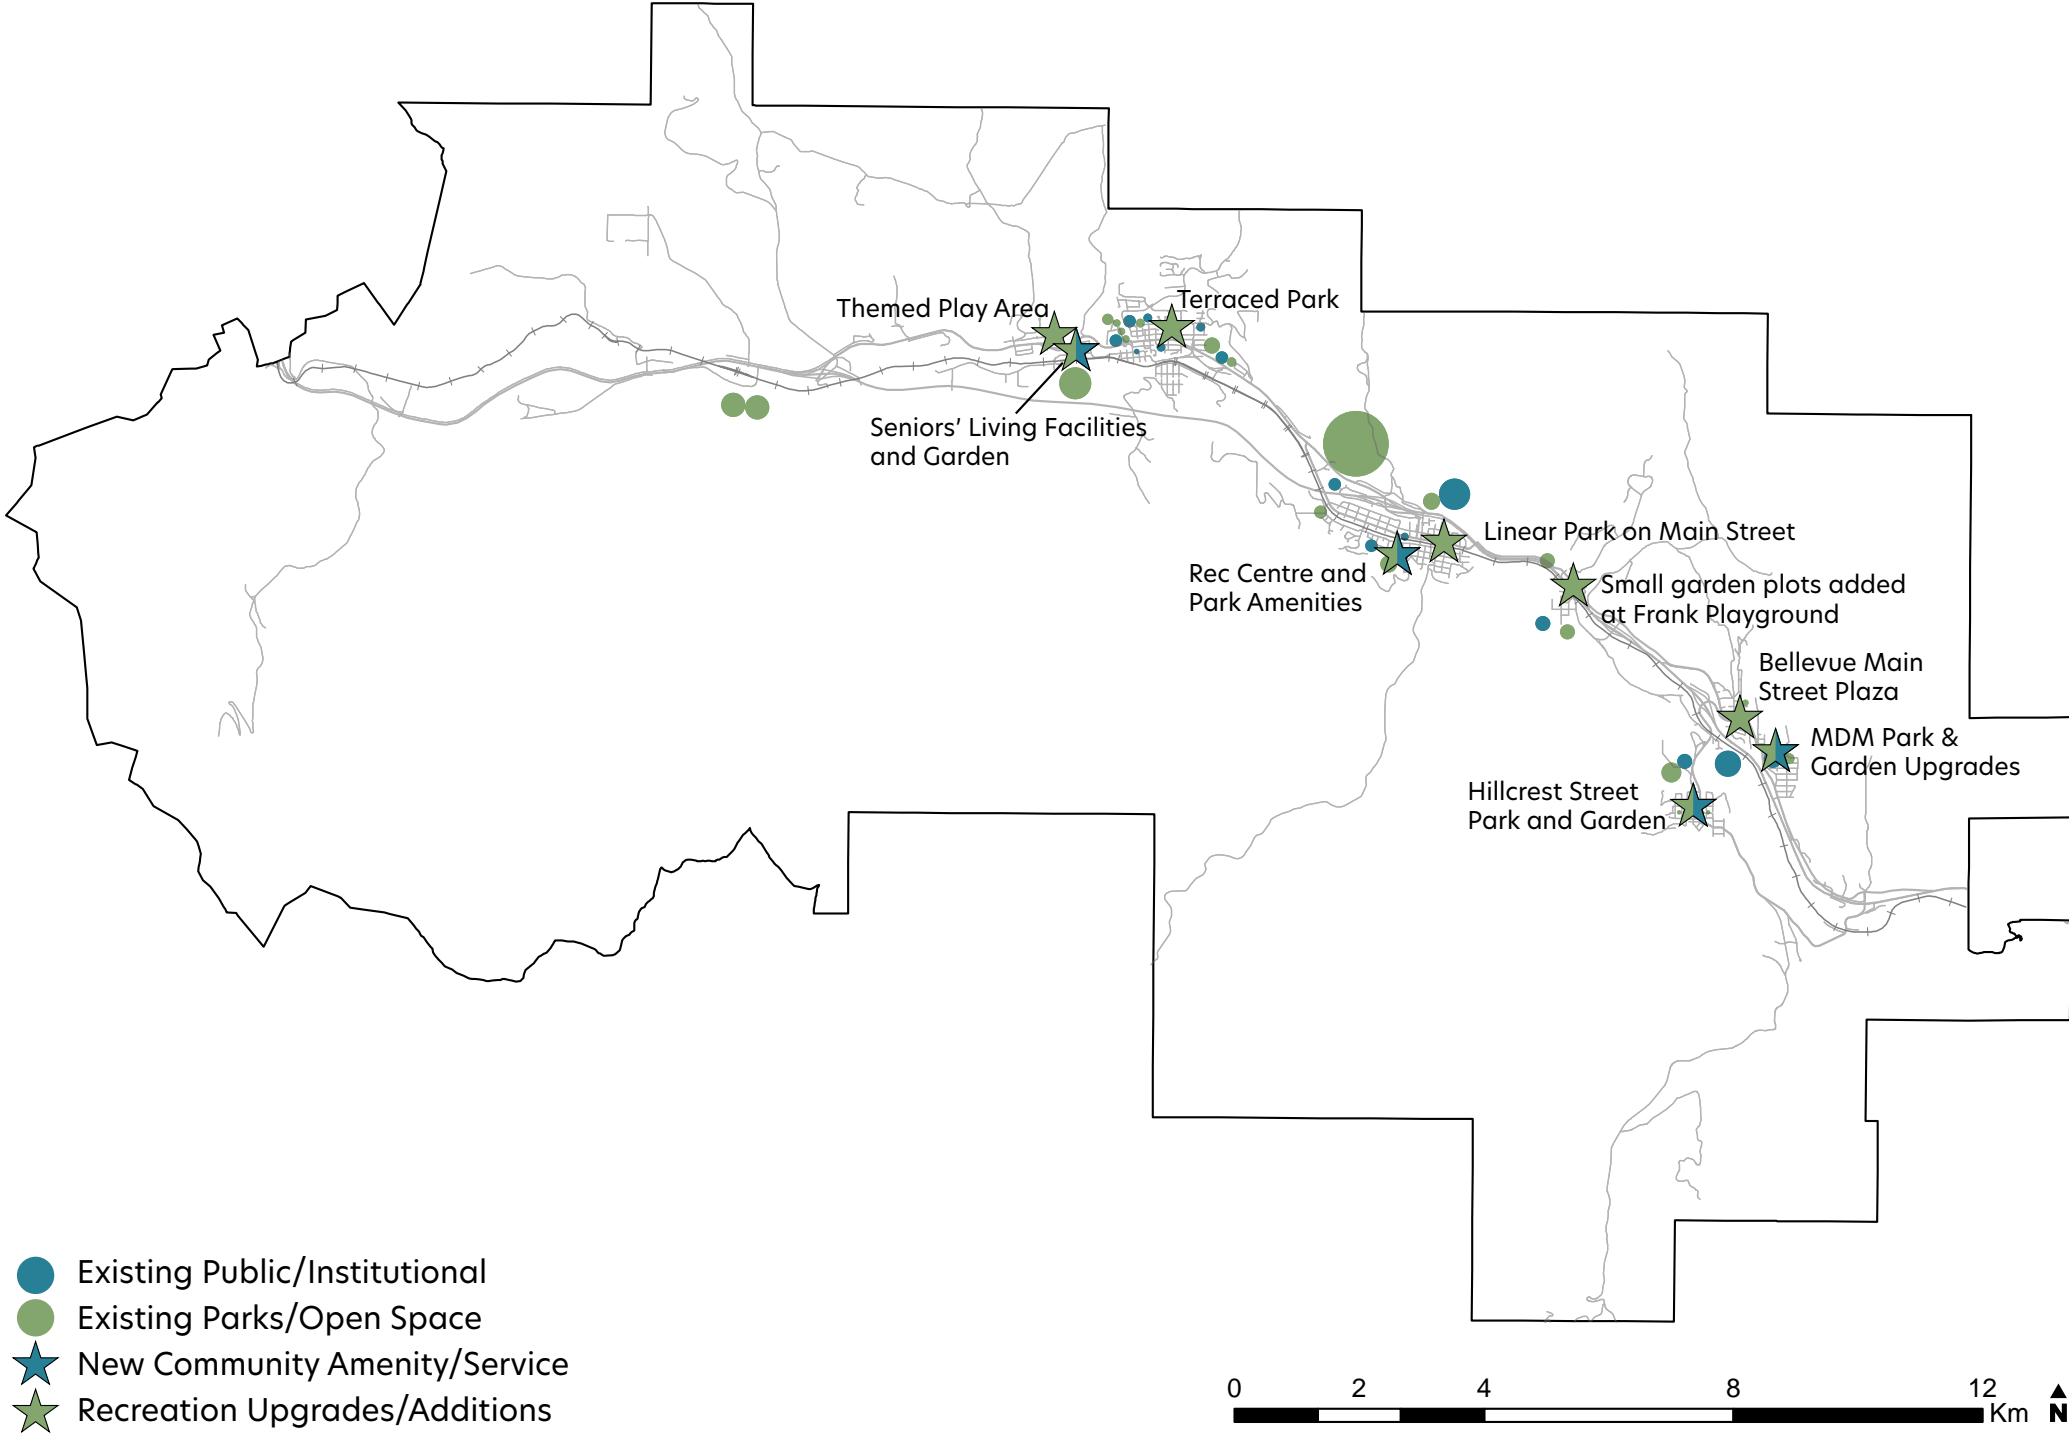 Terraced Park
Themed Play Area
Seniors’ Living Facilities
and Garden
Linear Park on Main Street
Rec Centre and
Park Amenities
Small garden plots added
at Frank Playground
Bellevue Main
Street Plaza
MDM Park &
Garden Upgrades
Hillcrest Street
Park and Garden
Existing Public/Institutional
Existing Parks/Open Space
New Community Amenity/Service
Recreation Upgrades/Additions
0 2 4 8 12
Km
N